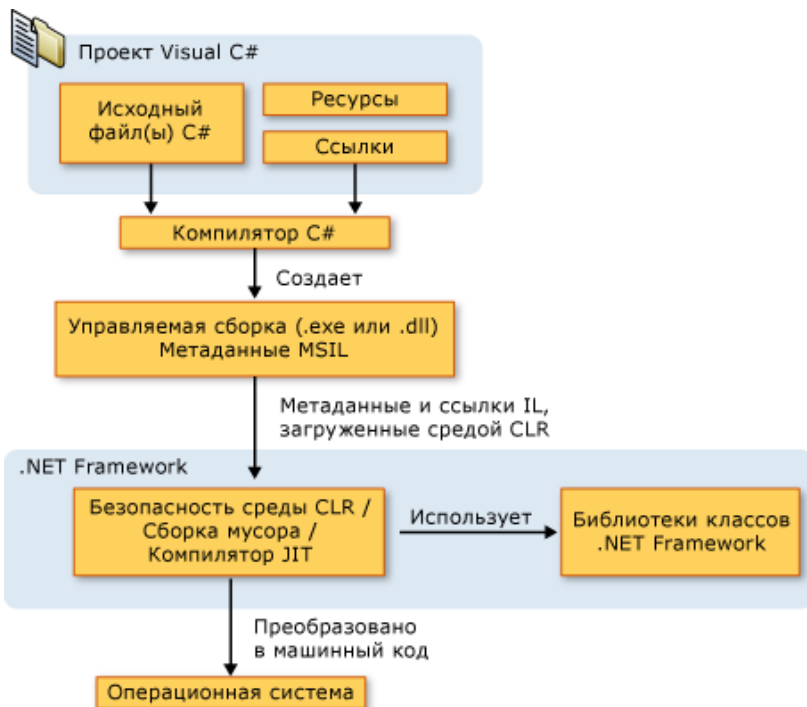 Проект Visual C#
Исходный
файл(ы) C#
Ресурсы
Ссылки
Компилятор C#
Создает
Управляемая сборка (.exe или .dll)
Метаданные MSIL
Метаданные и ссылки IL,
загруженные средой CLR
.NET Framework
Безопасность среды CLR /
Сборка мусора /
Компилятор JIT
Использует
Библиотеки классов
.NET Framework
Преобразовано
в машинный код
Операционная система